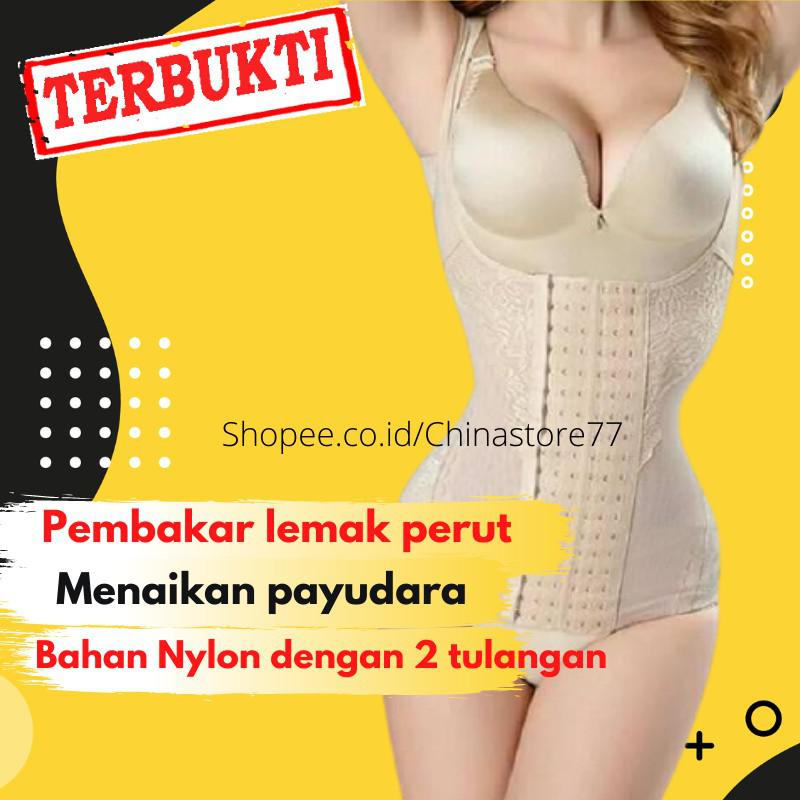 TERBUKTI
Shopee.co.id/Chinastore77
Pembakar lemak perut
Menaikan payudara
Bahan Nylon dengan 2 tulangan